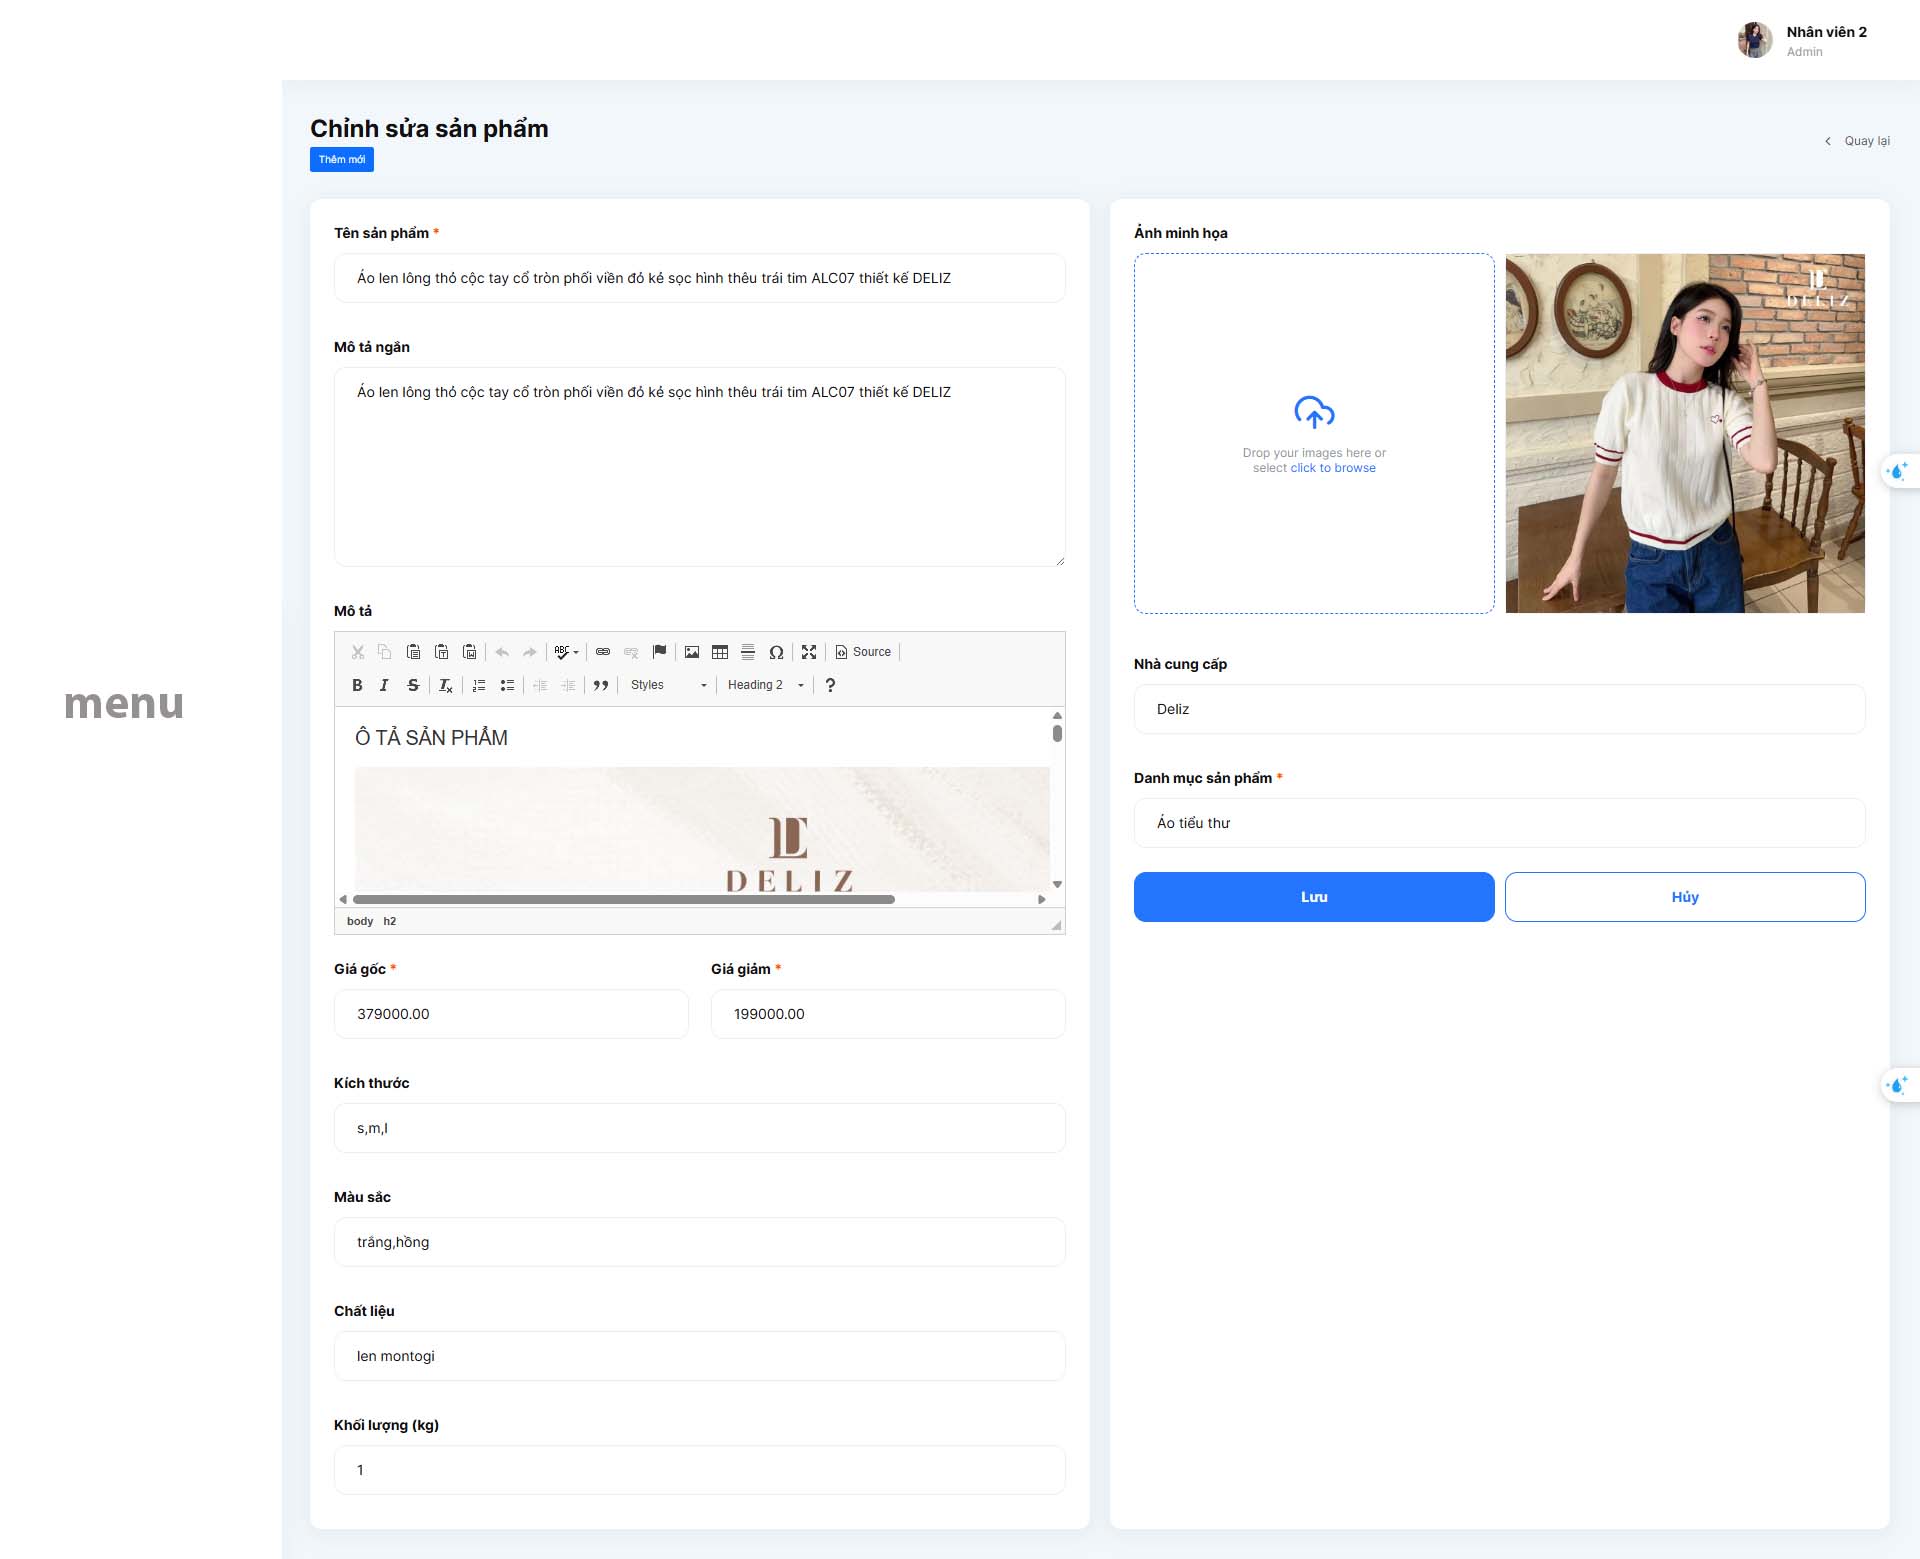 Nhân viên 2
Admin
Chỉnh sửa sản phẩm
Thêm mới
Quay lại
menu
Tên sản phẩm *
Áo len lông thỏ cộc tay cổ tròn phối viền đỏ kẻ sọc hình thêu trái tim ALC07 thiết kế DELIZ
Mô tả ngắn
Áo len lông thỏ cộc tay cổ tròn phối viền đỏ kẻ sọc hình thêu trái tim ALC07 thiết kế DELIZ
Mô tả
ABC
Source
Styles
Heading 2
?
Ô TẢ SẢN PHẨM
DELIZ
body h2
Giá gốc *
Giá giảm *
379000.00
199000.00
Kích thước
s,m,l
Màu sắc
trắng,hồng
Chất liệu
len montogi
Khối lượng (kg)
1
Ảnh minh họa
Drop your images here or
select click to browse
DELIZ
Nhà cung cấp
Deliz
Danh mục sản phẩm *
Áo tiểu thư
Lưu
Hủy